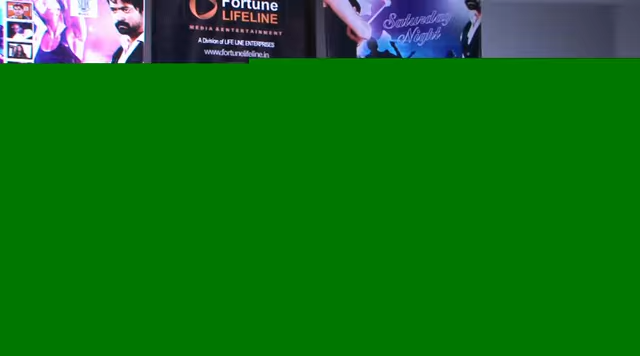 Fortune
LIFELINE
MEDIA & ENTERTAINMENT
A Division of LIFE LINE ENTERPRISES
www.fortunelifeline.in
Saturday
Night